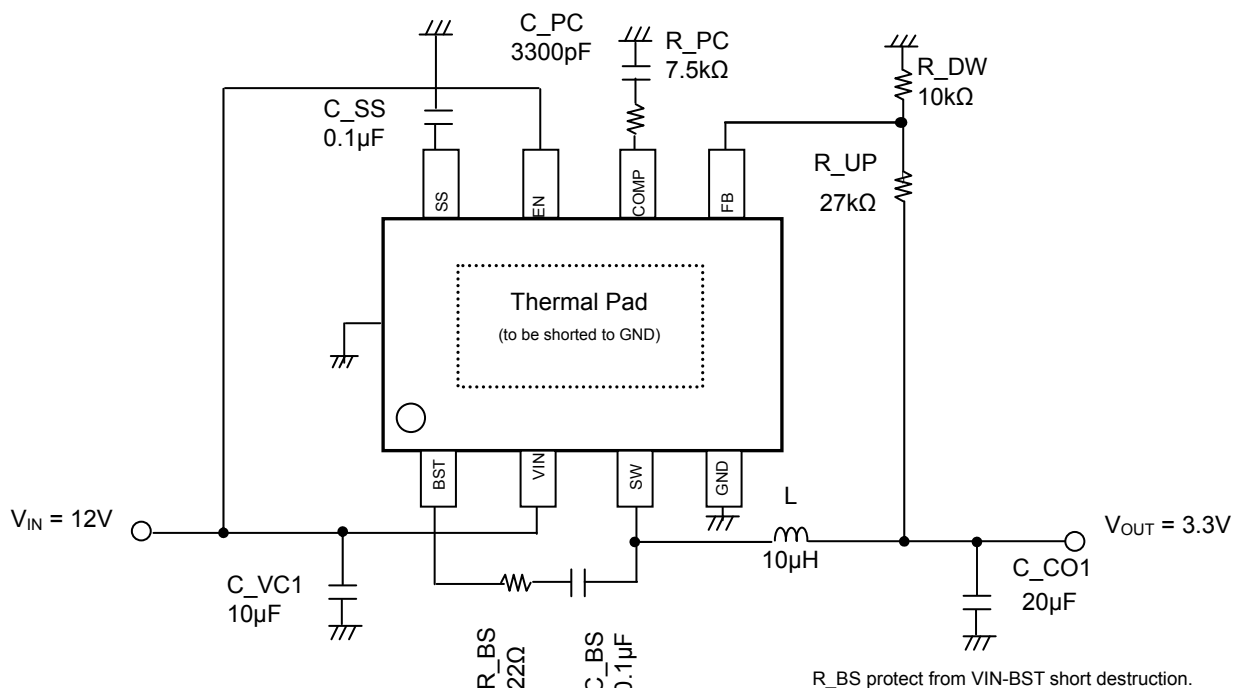 C_PC
3300pF
R_PC
7.5kΩ
R_DW
10kΩ
C_SS
0.1µF
R_UP
27kΩ
SS
EN
COMP
FB
Thermal Pad
(to be shorted to GND)
BST
VIN
SW
GND
L
10µH
V_IN = 12V
V_OUT = 3.3V
C_VC1
10µF
C_CO1
20µF
R_BS
22Ω
C_BS
0.1µF
R_BS protect from VIN-BST short destruction.